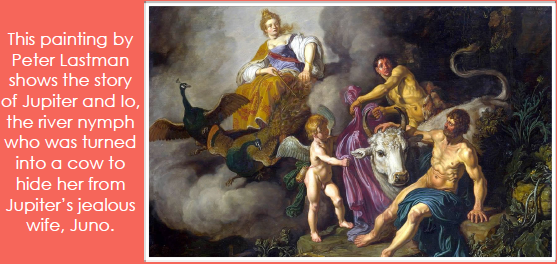 This painting by
Peter Lastman
shows the story
of Jupiter and Io,
the river nymph
who was turned
into a cow to
hide her from
Jupiter's jealous
wife, Juno.